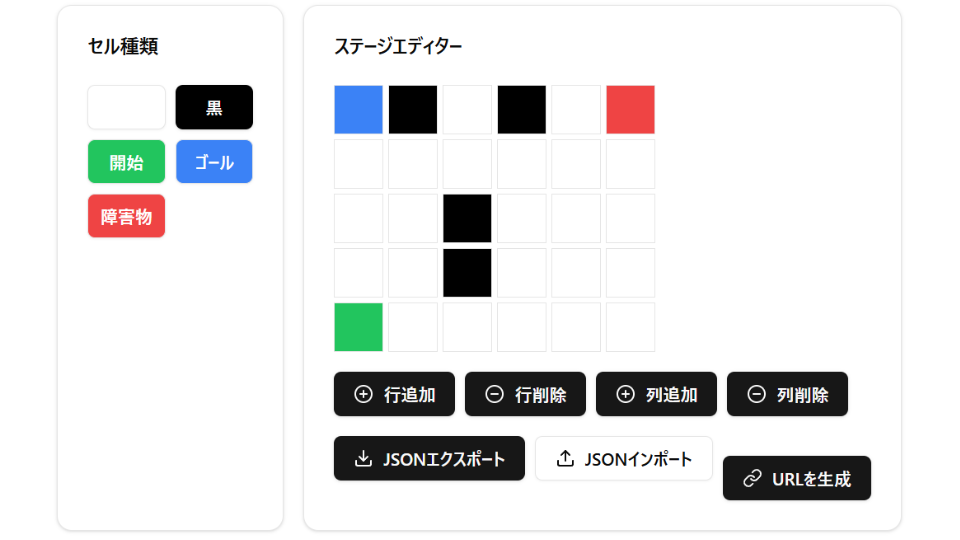 セル種類
黒
開始
ゴール
障害物
ステージエディター
行追加
行削除
列追加
列削除
JSONエクスポート
JSONインポート
URLを生成